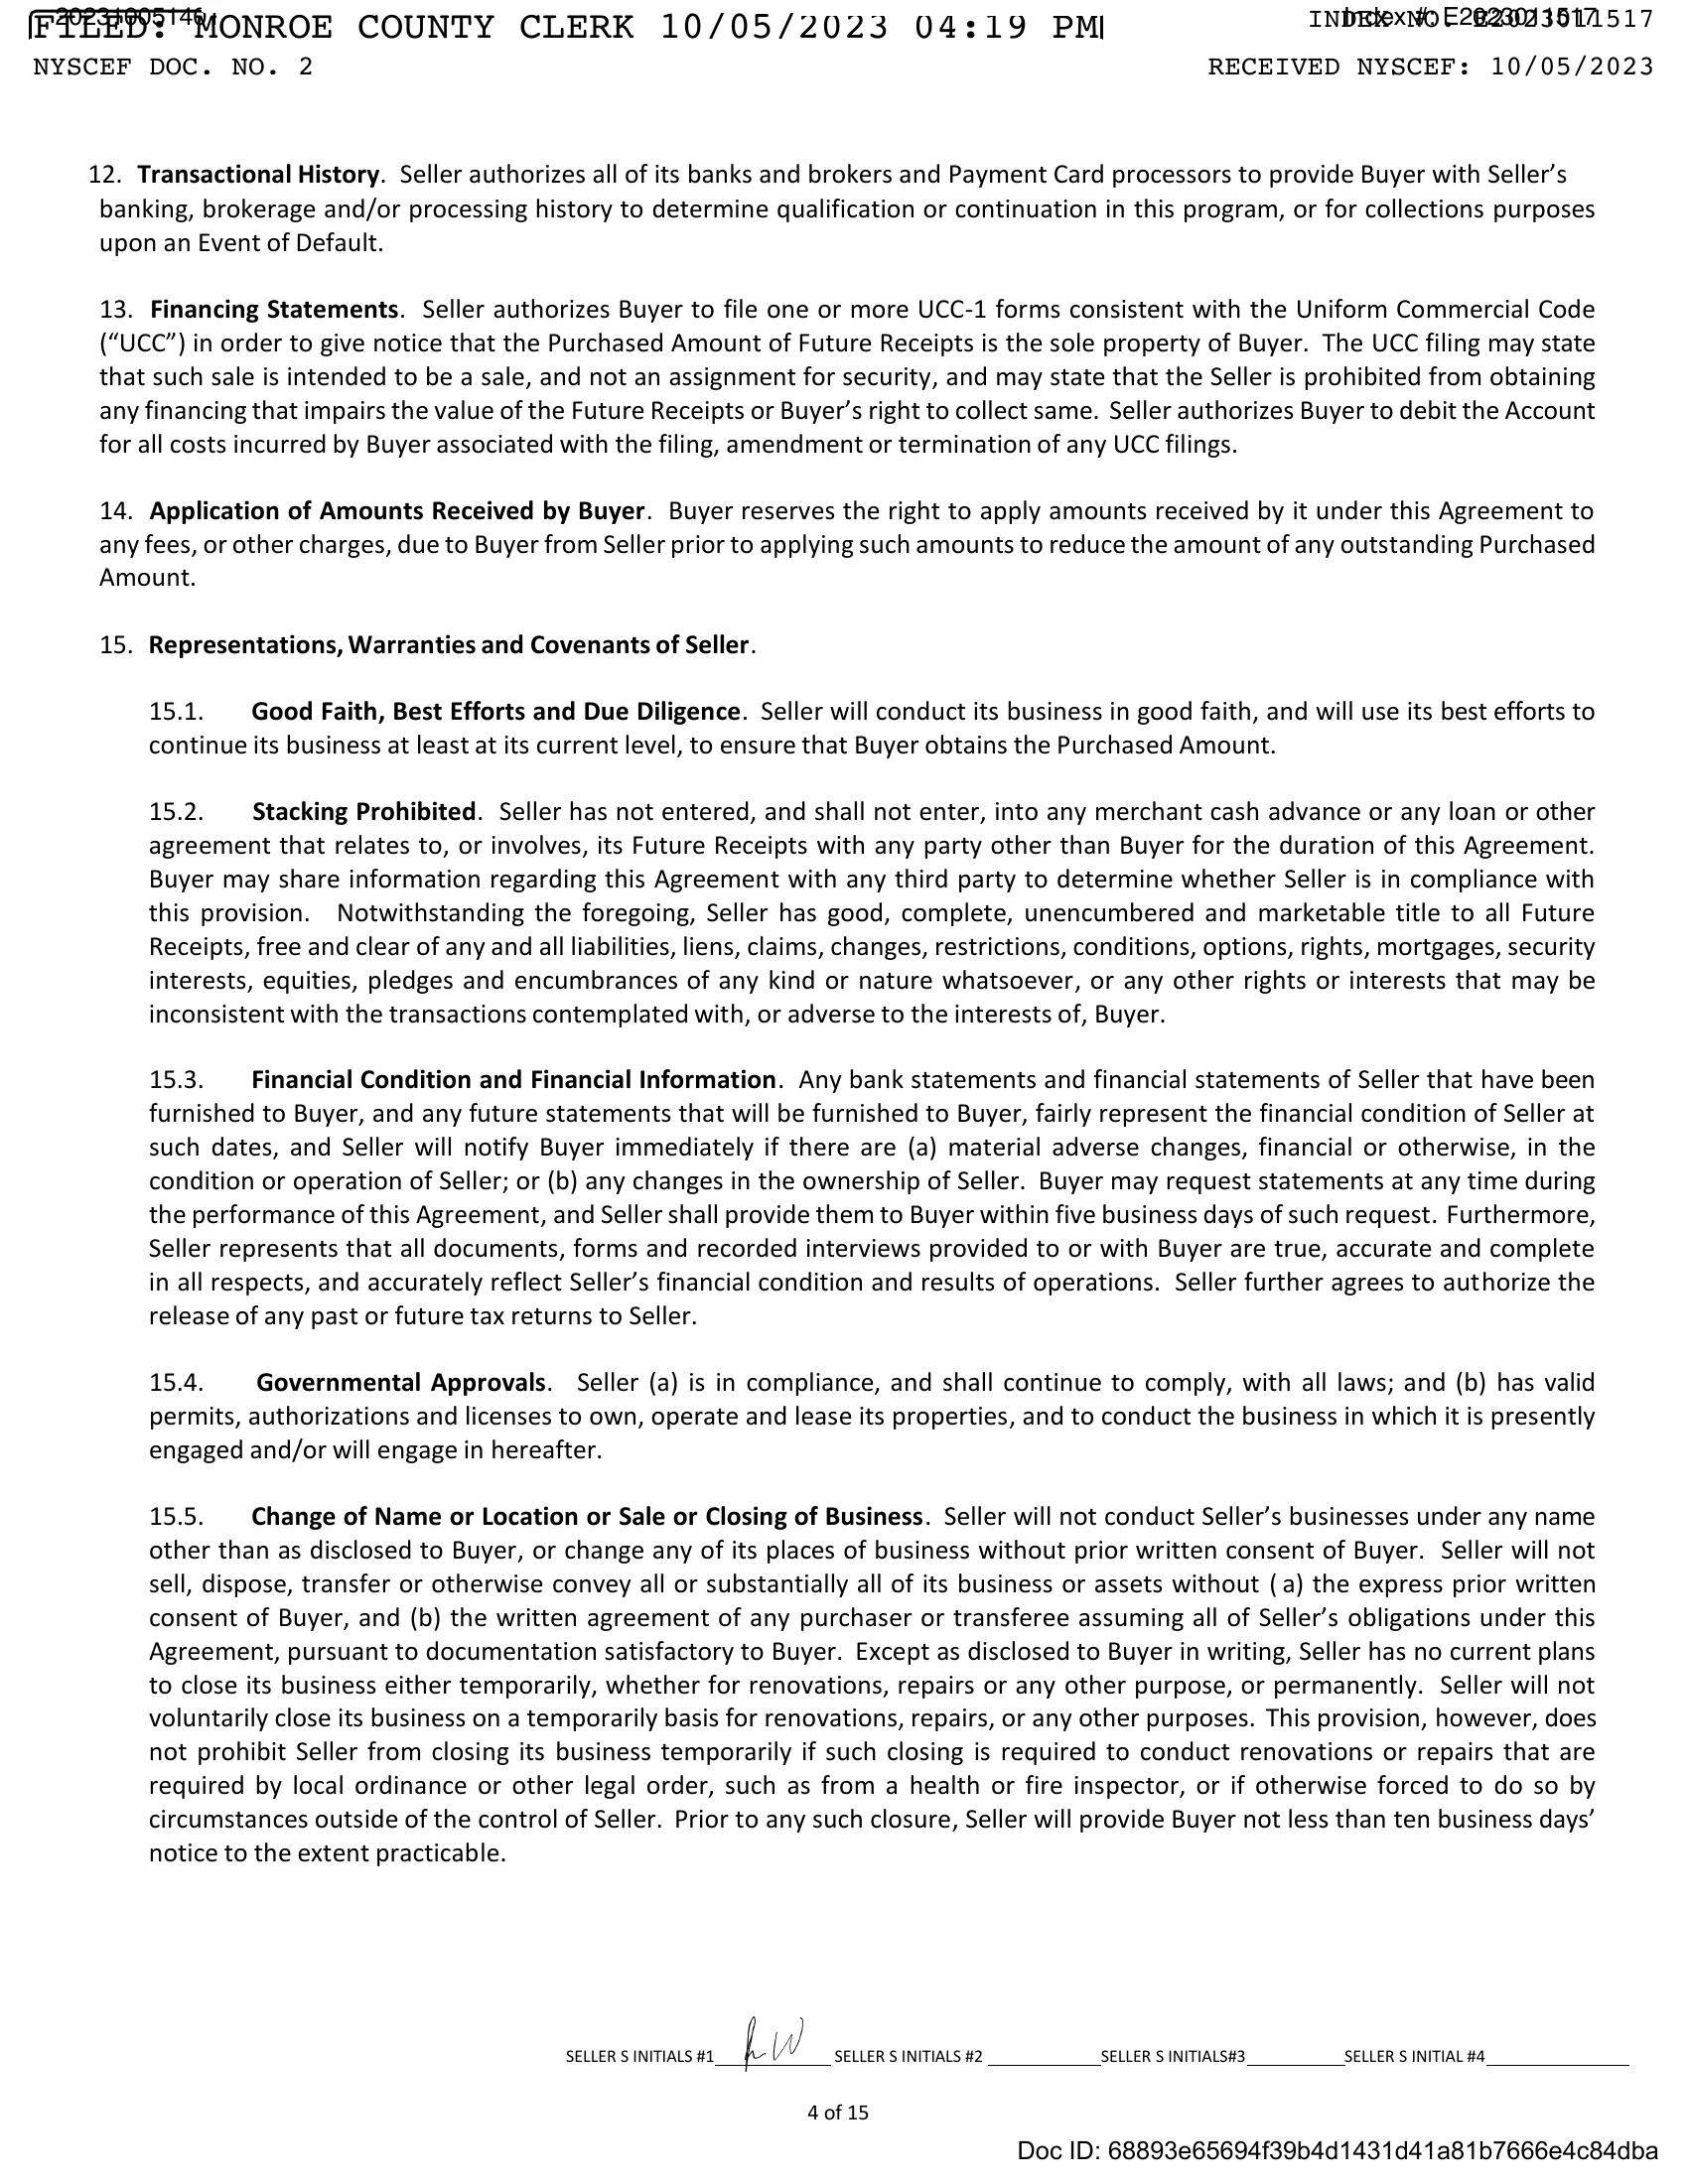 202310051464
FILED: MONROE COUNTY CLERK 10/05/2023 04:19 PM
INDEX NO. E2023011517
Index #: E2023011517
NYSCEF DOC. NO. 2
RECEIVED NYSCEF: 10/05/2023
12. Transactional History. Seller authorizes all of its banks and brokers and Payment Card processors to provide Buyer with Seller’s
banking, brokerage and/or processing history to determine qualification or continuation in this program, or for collections purposes
upon an Event of Default.
13. Financing Statements. Seller authorizes Buyer to file one or more UCC-1 forms consistent with the Uniform Commercial Code
(“UCC”) in order to give notice that the Purchased Amount of Future Receipts is the sole property of Buyer. The UCC filing may state
that such sale is intended to be a sale, and not an assignment for security, and may state that the Seller is prohibited from obtaining
any financing that impairs the value of the Future Receipts or Buyer’s right to collect same. Seller authorizes Buyer to debit the Account
for all costs incurred by Buyer associated with the filing, amendment or termination of any UCC filings.
14. Application of Amounts Received by Buyer. Buyer reserves the right to apply amounts received by it under this Agreement to
any fees, or other charges, due to Buyer from Seller prior to applying such amounts to reduce the amount of any outstanding Purchased
Amount.
15. Representations, Warranties and Covenants of Seller.
15.1. Good Faith, Best Efforts and Due Diligence. Seller will conduct its business in good faith, and will use its best efforts to
continue its business at least at its current level, to ensure that Buyer obtains the Purchased Amount.
15.2. Stacking Prohibited. Seller has not entered, and shall not enter, into any merchant cash advance or any loan or other
agreement that relates to, or involves, its Future Receipts with any party other than Buyer for the duration of this Agreement.
Buyer may share information regarding this Agreement with any third party to determine whether Seller is in compliance with
this provision. Notwithstanding the foregoing, Seller has good, complete, unencumbered and marketable title to all Future
Receipts, free and clear of any and all liabilities, liens, claims, changes, restrictions, conditions, options, rights, mortgages, security
interests, equities, pledges and encumbrances of any kind or nature whatsoever, or any other rights or interests that may be
inconsistent with the transactions contemplated with, or adverse to the interests of, Buyer.
15.3. Financial Condition and Financial Information. Any bank statements and financial statements of Seller that have been
furnished to Buyer, and any future statements that will be furnished to Buyer, fairly represent the financial condition of Seller at
such dates, and Seller will notify Buyer immediately if there are (a) material adverse changes, financial or otherwise, in the
condition or operation of Seller; or (b) any changes in the ownership of Seller. Buyer may request statements at any time during
the performance of this Agreement, and Seller shall provide them to Buyer within five business days of such request. Furthermore,
Seller represents that all documents, forms and recorded interviews provided to or with Buyer are true, accurate and complete
in all respects, and accurately reflect Seller’s financial condition and results of operations. Seller further agrees to authorize the
release of any past or future tax returns to Seller.
15.4. Governmental Approvals. Seller (a) is in compliance, and shall continue to comply, with all laws; and (b) has valid
permits, authorizations and licenses to own, operate and lease its properties, and to conduct the business in which it is presently
engaged and/or will engage in hereafter.
15.5. Change of Name or Location or Sale or Closing of Business. Seller will not conduct Seller’s businesses under any name
other than as disclosed to Buyer, or change any of its places of business without prior written consent of Buyer. Seller will not
sell, dispose, transfer or otherwise convey all or substantially all of its business or assets without (a) the express prior written
consent of Buyer, and (b) the written agreement of any purchaser or transferee assuming all of Seller’s obligations under this
Agreement, pursuant to documentation satisfactory to Buyer. Except as disclosed to Buyer in writing, Seller has no current plans
to close its business either temporarily, whether for renovations, repairs or any other purpose, or permanently. Seller will not
voluntarily close its business on a temporarily basis for renovations, repairs, or any other purposes. This provision, however, does
not prohibit Seller from closing its business temporarily if such closing is required to conduct renovations or repairs that are
required by local ordinance or other legal order, such as from a health or fire inspector, or if otherwise forced to do so by
circumstances outside of the control of Seller. Prior to any such closure, Seller will provide Buyer not less than ten business days’
notice to the extent practicable.
SELLER S INITIALS #1 SELLER S INITIALS #2 SELLER S INITIALS#3 SELLER S INITIAL #4
4 of 15
Doc ID: 68893e65694f39b4d1431d41a81b7666e4c84dba